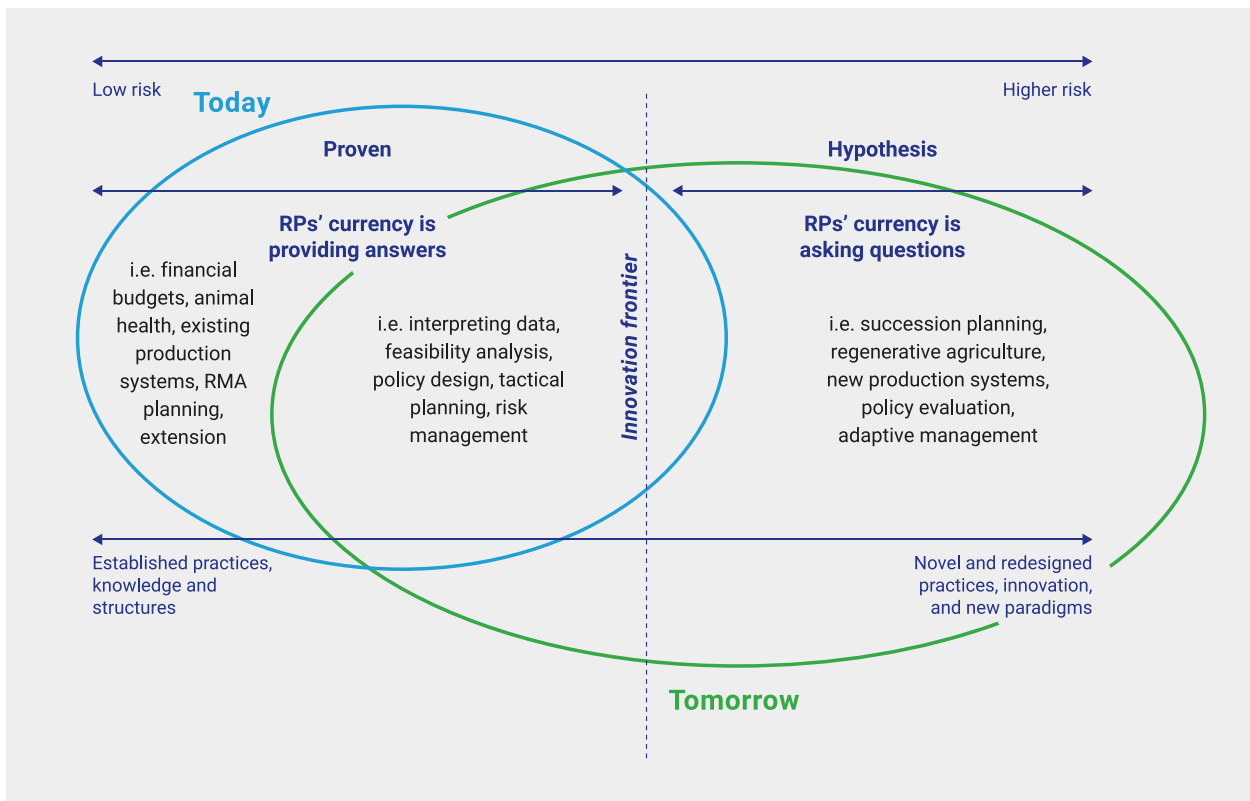 Low risk
Higher risk
Today
Proven
Hypothesis
RPs’ currency is
providing answers
RPs’ currency is
asking questions
i.e. financial
budgets, animal
health, existing
production
systems, RMA
planning,
extension
i.e. interpreting data,
feasibility analysis,
policy design, tactical
planning, risk
management
Innovation frontier
i.e. succession planning,
regenerative agriculture,
new production systems,
policy evaluation,
adaptive management
Established practices,
knowledge and
structures
Novel and redesigned
practices, innovation,
and new paradigms
Tomorrow